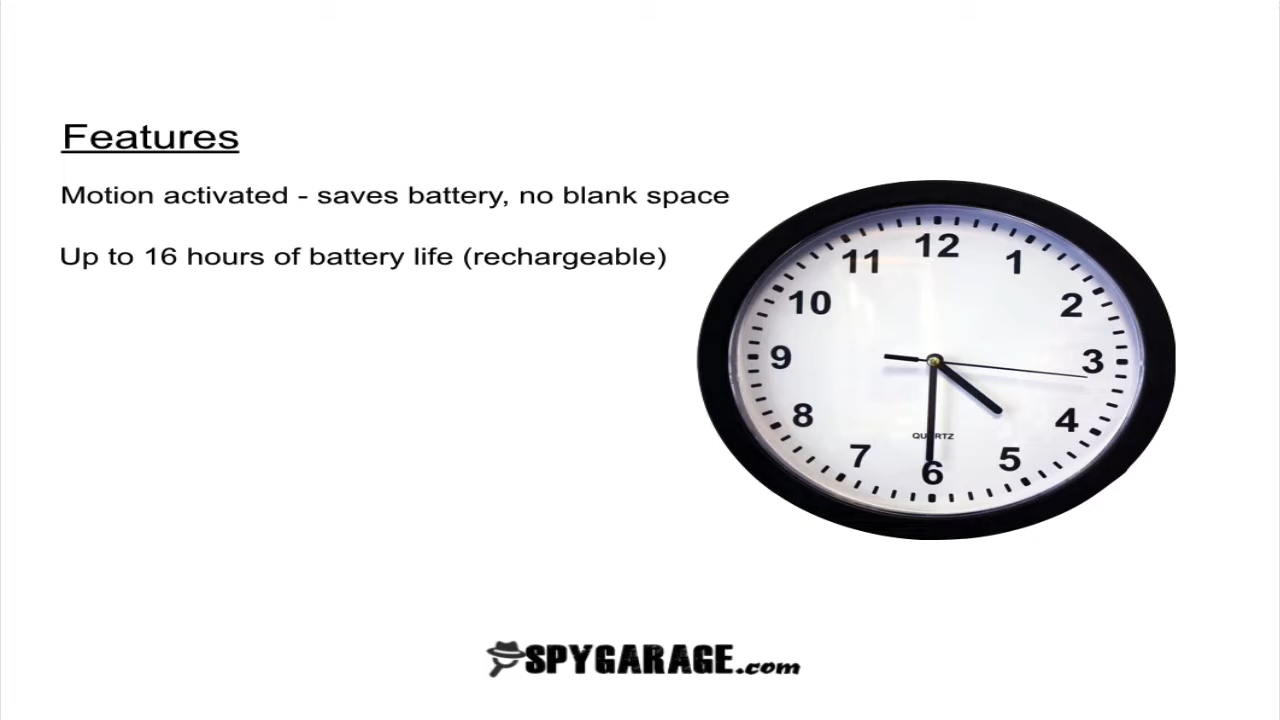 Features
Motion activated - saves battery, no blank space
Up to 16 hours of battery life (rechargeable)
12
11
1
10
2
9
3
8
4
QUARTZ
7
5
6
SPYGARAGE.com